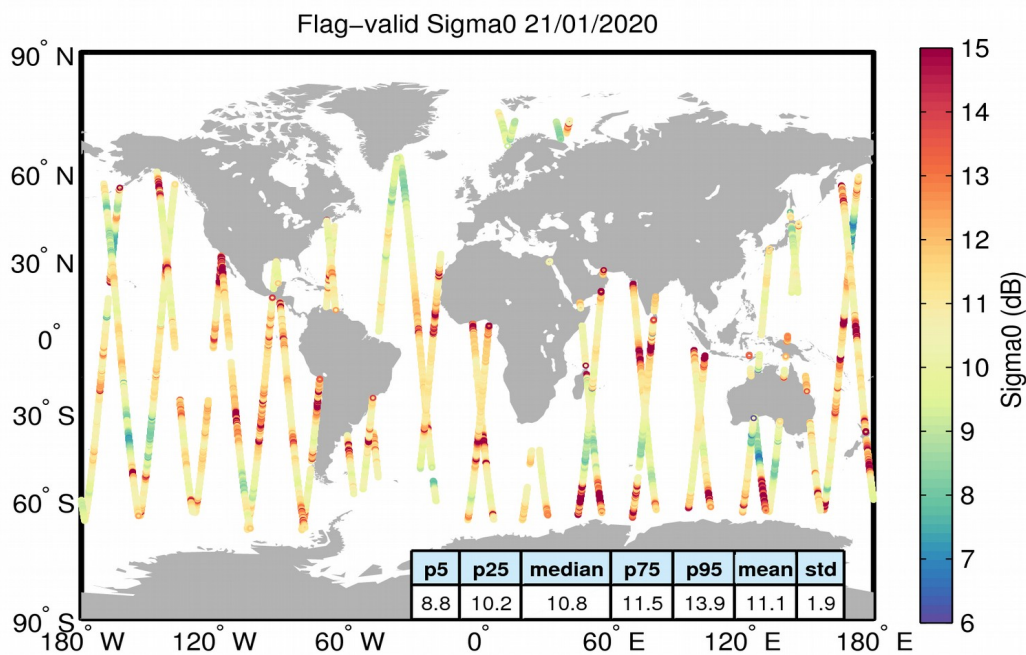 Flag−valid Sigma0 21/01/2020
90° N
60° N
30° N
0°
30° S
60° S
90° S
180° W
120° W
60° W
0°
60° E
120° E
180° E
p5 p25 median p75 p95 mean std
8.8 10.2 10.8 11.5 13.9 11.1 1.9
15
14
13
12
11
10
9
8
7
6
Sigma0 (dB)